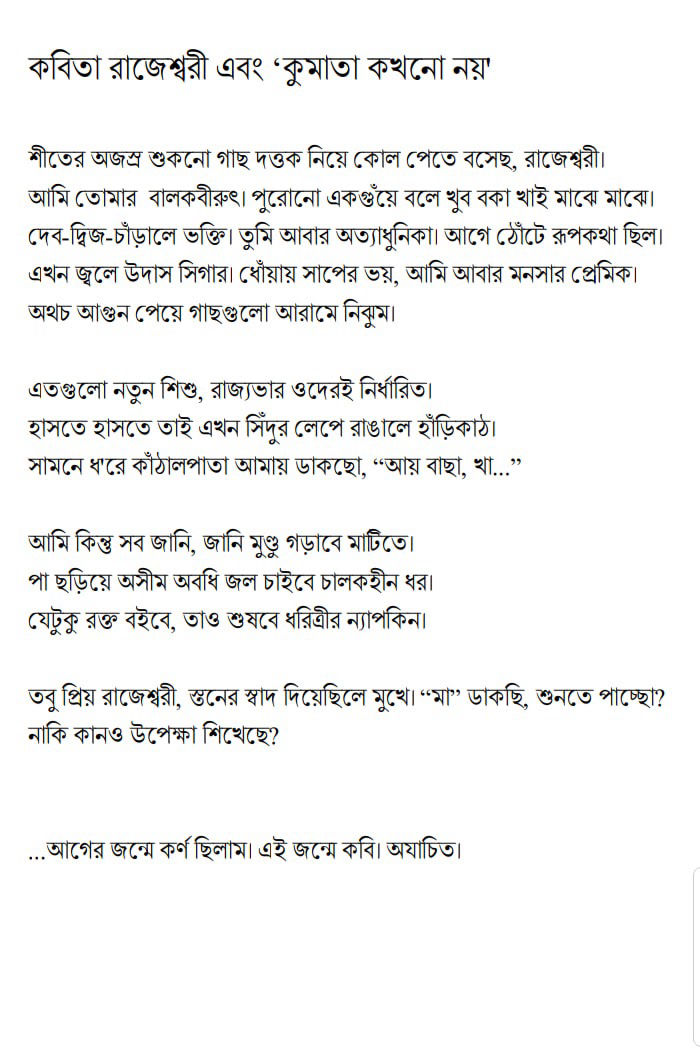 কবিতা রাজেশ্বরী এবং ‘কুমাতা কখনো নয়'
শীতের অজস্র শুকনো গাছ দত্তক নিয়ে কোল পেতে বসেছ, রাজেশ্বরী।
আমি তোমার বালকবীরুৎ। পুরোনো একগুঁয়ে বলে খুব বকা খাই মাঝে মাঝে।
দেব-দ্বিজ-চাঁড়ালে ভক্তি। তুমি আবার অত্যাধুনিকা। আগে ঠোঁটে রূপকথা ছিল।
এখন জ্বলে উদাস সিগার। ধোঁয়ায় সাপের ভয়, আমি আবার মনসার প্রেমিক।
অথচ আগুন পেয়ে গাছগুলো আরামে নিঝুম।
এতগুলো নতুন শিশু, রাজ্যভার ওদেরই নির্ধারিত।
হাসতে হাসতে তাই এখন সিঁদুর লেপে রাঙালে হাঁড়িকাঠ।
সামনে ধ'রে কাঁঠালপাতা আমায় ডাকছো, “আয় বাছা, খা...”
আমি কিন্তু সব জানি, জানি মুণ্ডু গড়াবে মাটিতে।
পা ছড়িয়ে অসীম অবধি জল চাইবে চালকহীন ধর।
যেটুকু রক্ত বইবে, তাও শুষবে ধরিত্রীর ন্যাপকিন।
তবু প্রিয় রাজেশ্বরী, স্তনের স্বাদ দিয়েছিলে মুখে। “মা” ডাকছি, শুনতে পাচ্ছো?
নাকি কানও উপেক্ষা শিখেছে?
...আগের জন্মে কর্ণ ছিলাম। এই জন্মে কবি। অযাচিত।